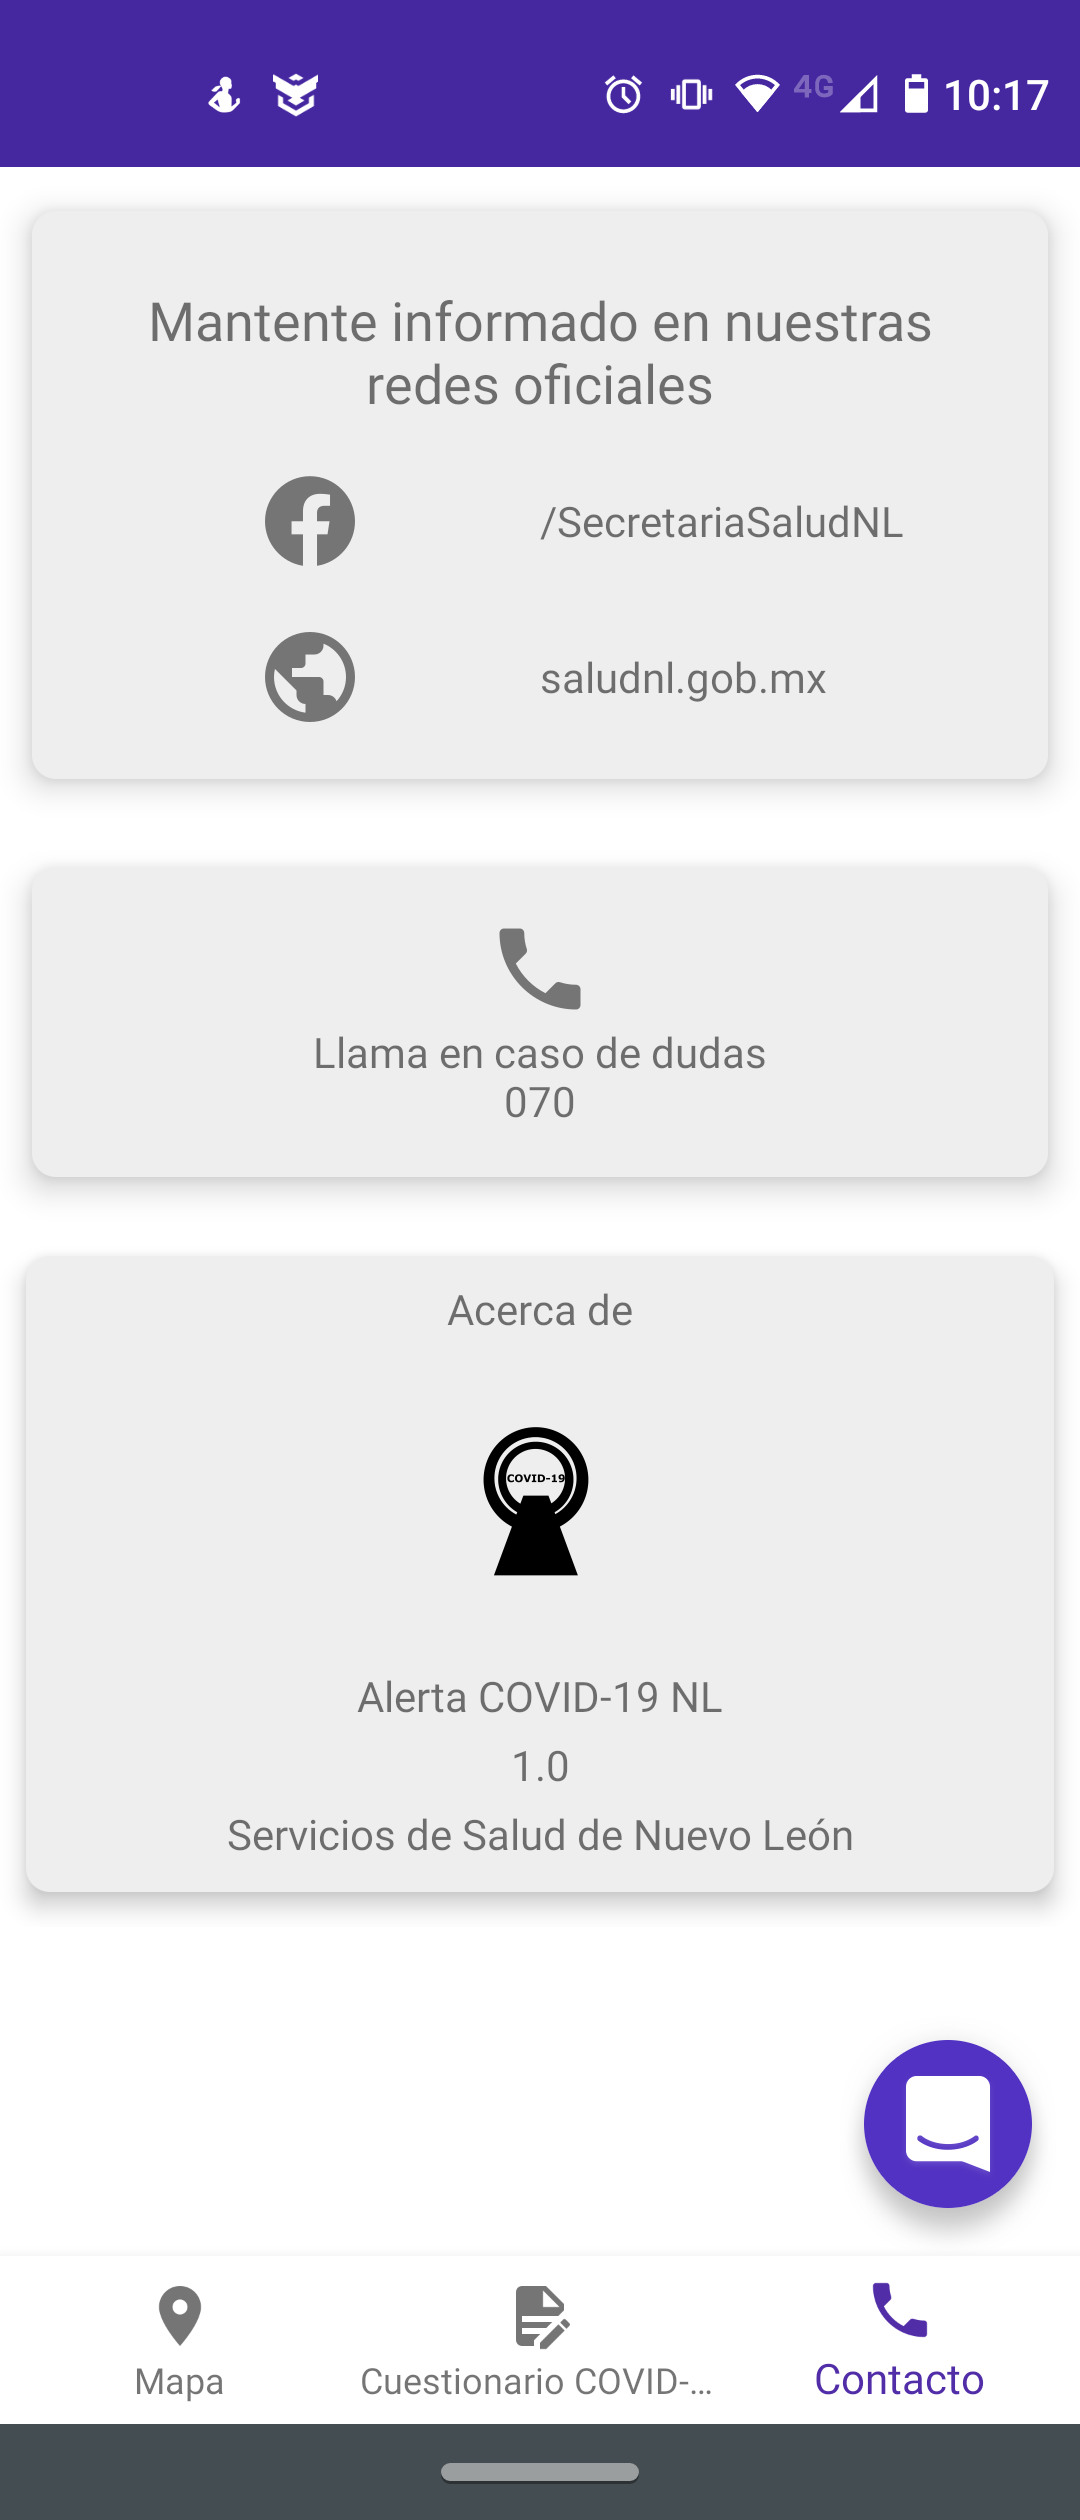 4G 10:17
Mantente informado en nuestras
redes oficiales
/SecretariaSaludNL
saludnl.gob.mx
Llama en caso de dudas
070
Acerca de
COVID-19
Alerta COVID-19 NL
1.0
Servicios de Salud de Nuevo León
Mapa
Cuestionario COVID-...
Contacto